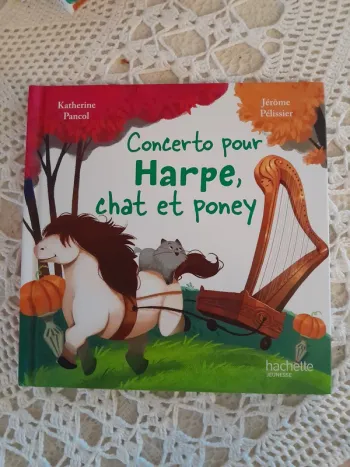 Katherine
Pancol
Jérôme
Pélissier
Concerto pour
Harpe,
chat et poney
hachette
JEUNESSE